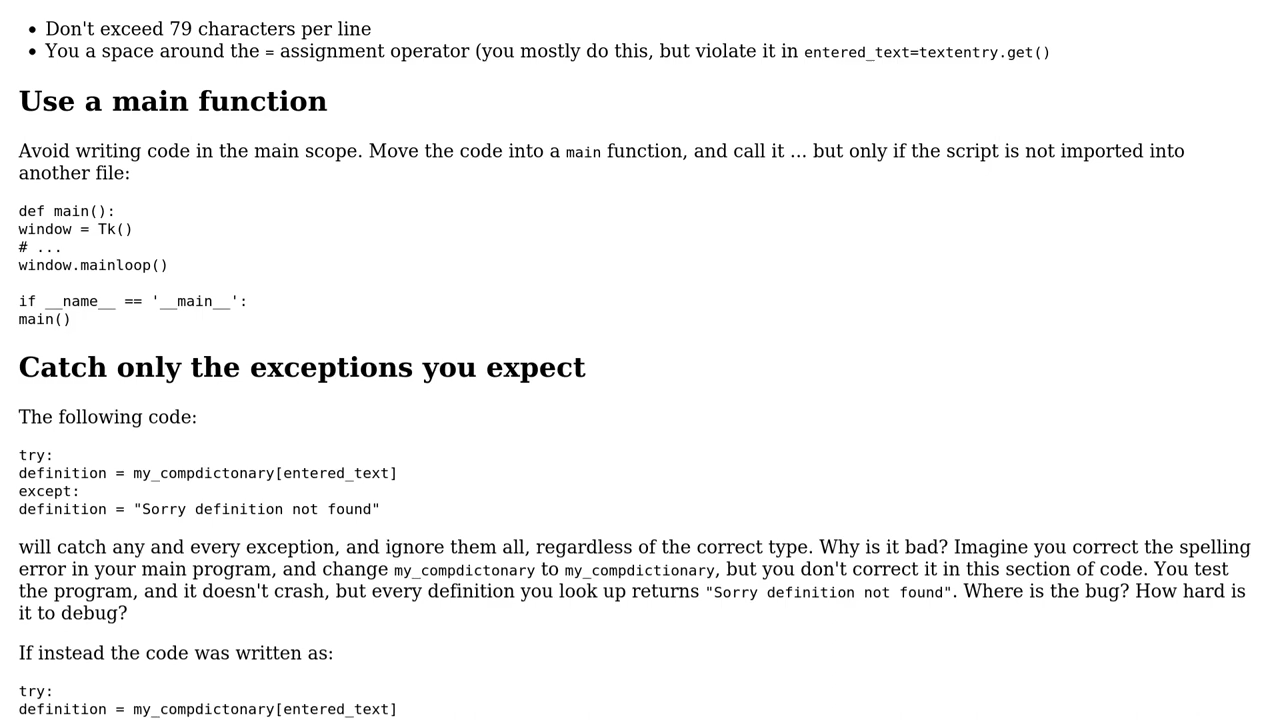 • Don't exceed 79 characters per line
• You a space around the = assignment operator (you mostly do this, but violate it in entered_text=textentry.get()
Use a main function
Avoid writing code in the main scope. Move the code into a main function, and call it ... but only if the script is not imported into
another file:
def main():
window = Tk()
# ...
window.mainloop()
if __name__ == '__main__':
main()
Catch only the exceptions you expect
The following code:
try:
definition = my_compdictonary[entered_text]
except:
definition = "Sorry definition not found"
will catch any and every exception, and ignore them all, regardless of the correct type. Why is it bad? Imagine you correct the spelling
error in your main program, and change my_compdictonary to my_compdictionary, but you don't correct it in this section of code. You test
the program, and it doesn't crash, but every definition you look up returns "Sorry definition not found". Where is the bug? How hard is
it to debug?
If instead the code was written as:
try:
definition = my_compdictonary[entered_text]